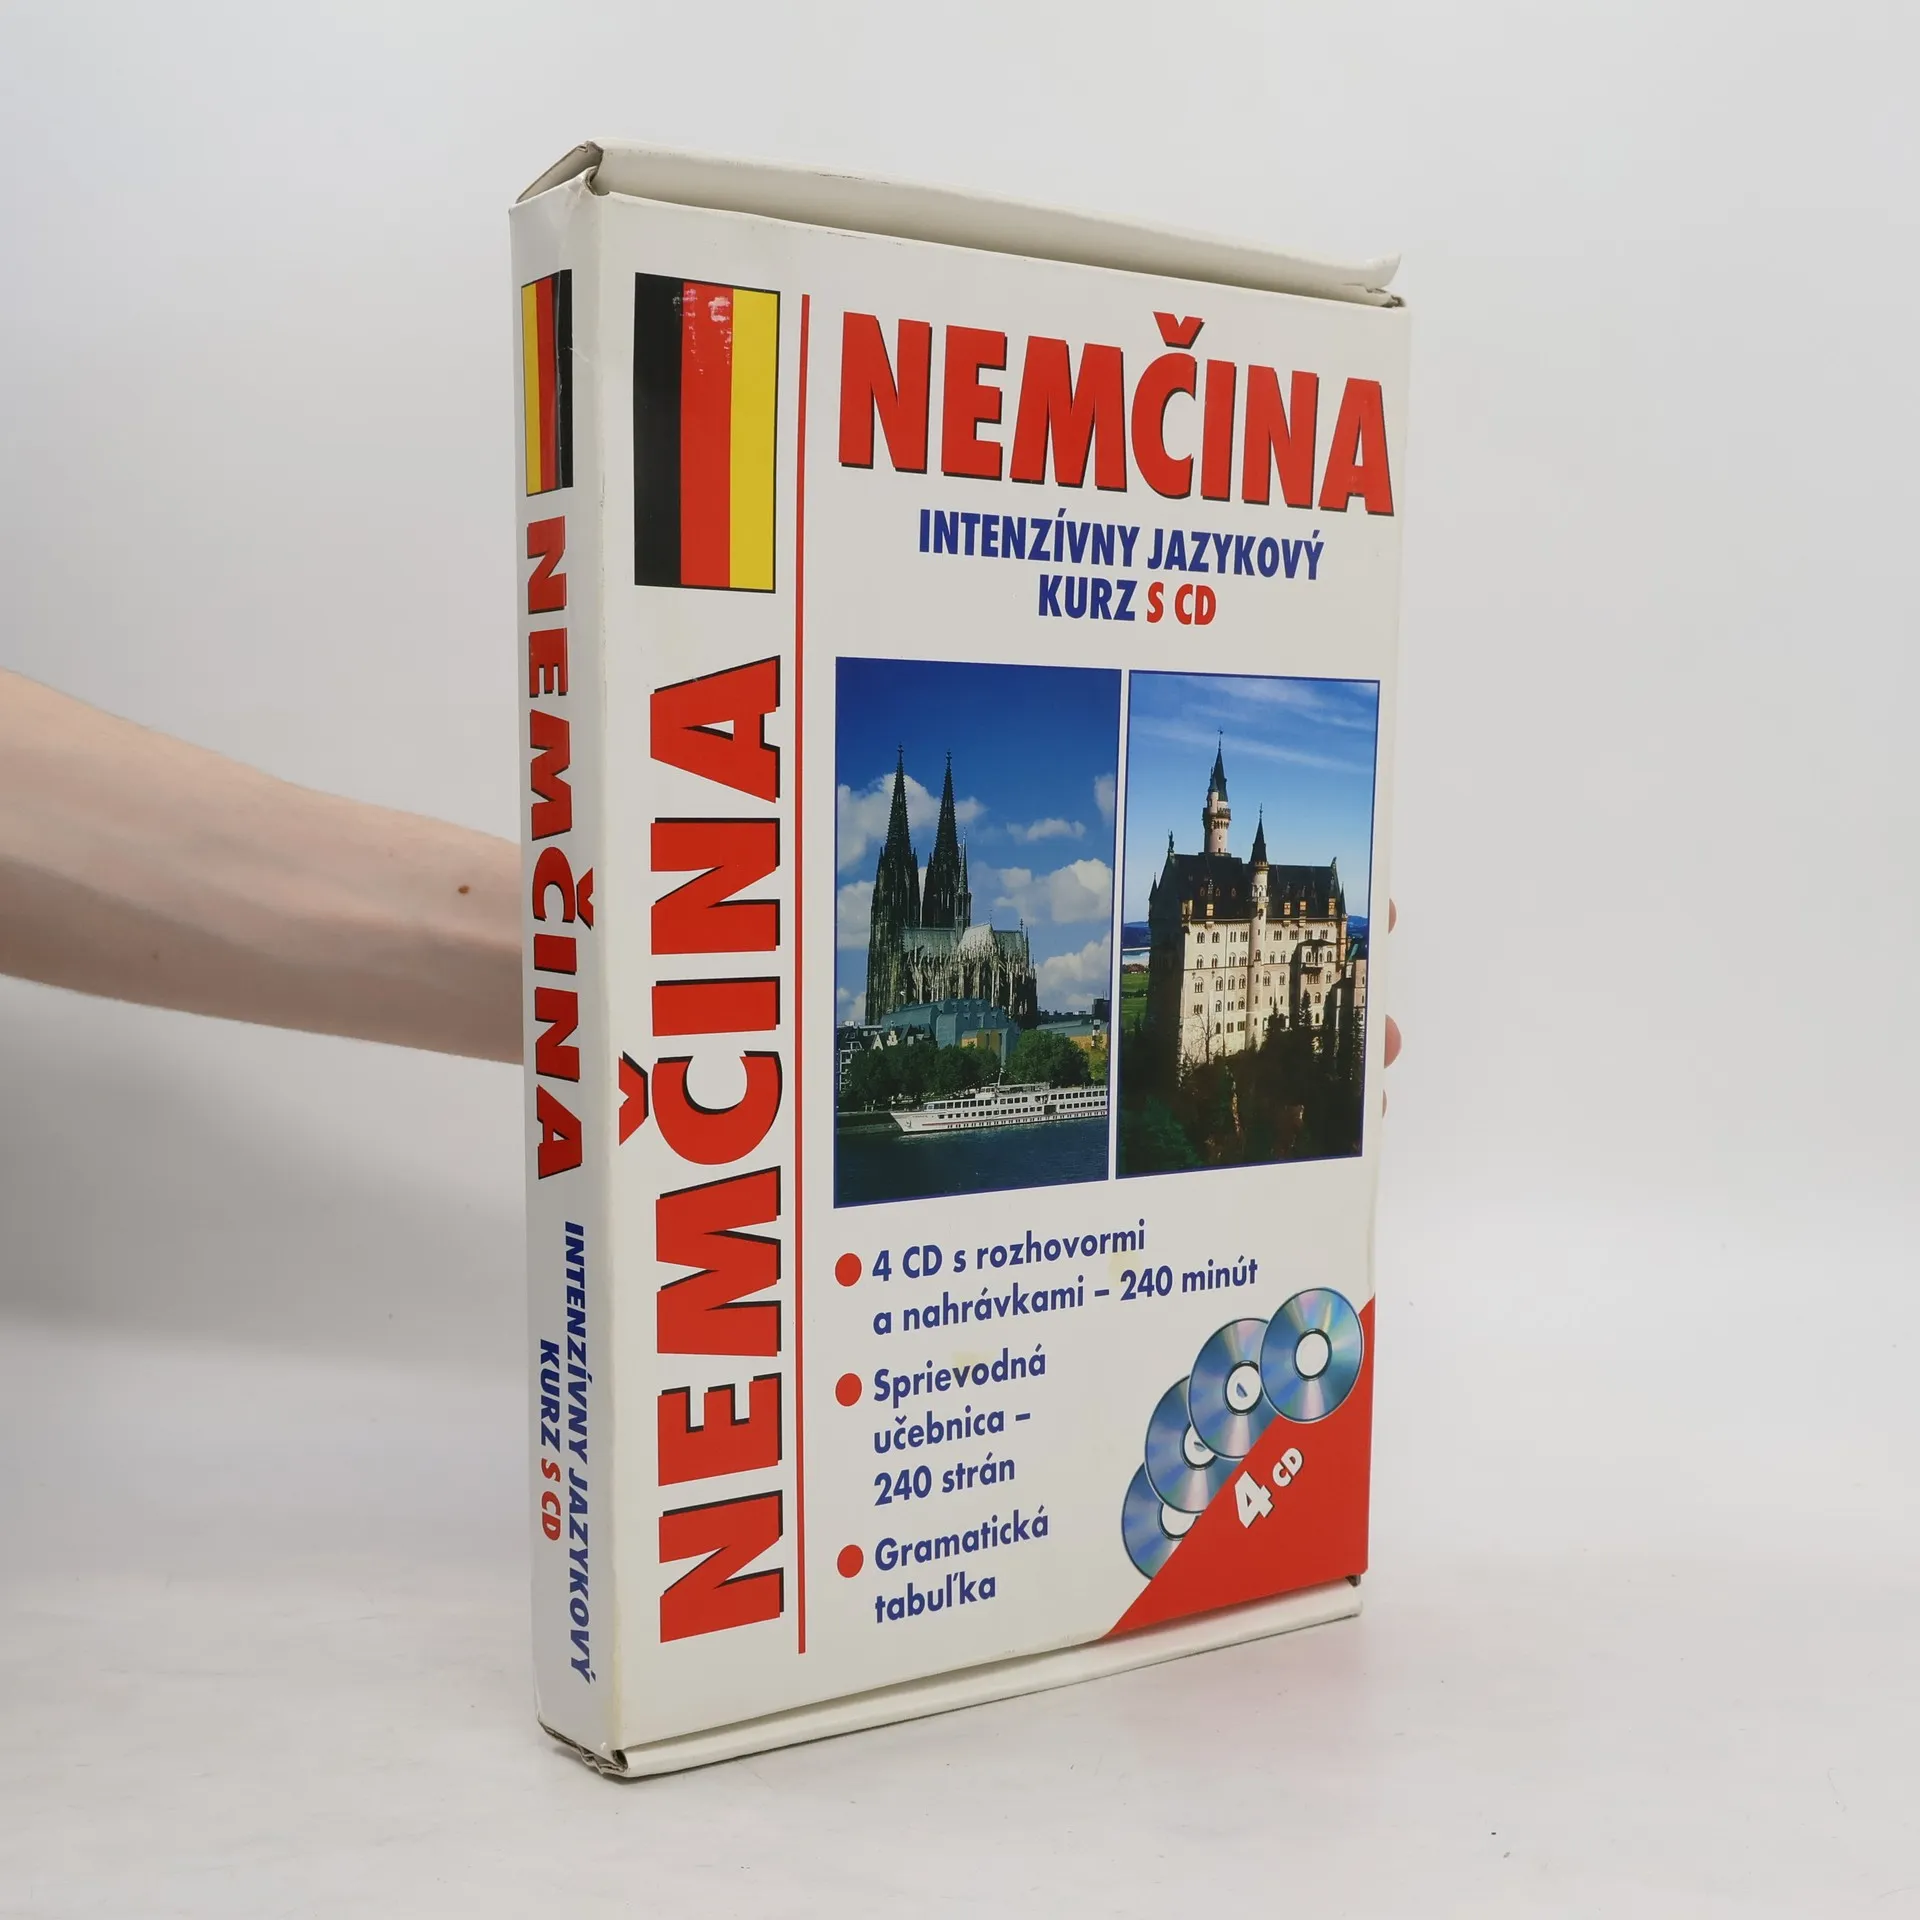 NEMČINA
INTENZÍVNY JAZYKOVÝ
KURZ S CD
NEMČINA
NEMČINA
INTENZÍVNY JAZYKOVÝ
KURZ S CD
4 CD s rozhovormi
a nahrávkami – 240 minút
Sprievodná
učebnica –
240 strán
Gramatická
tabuľka
4 CD